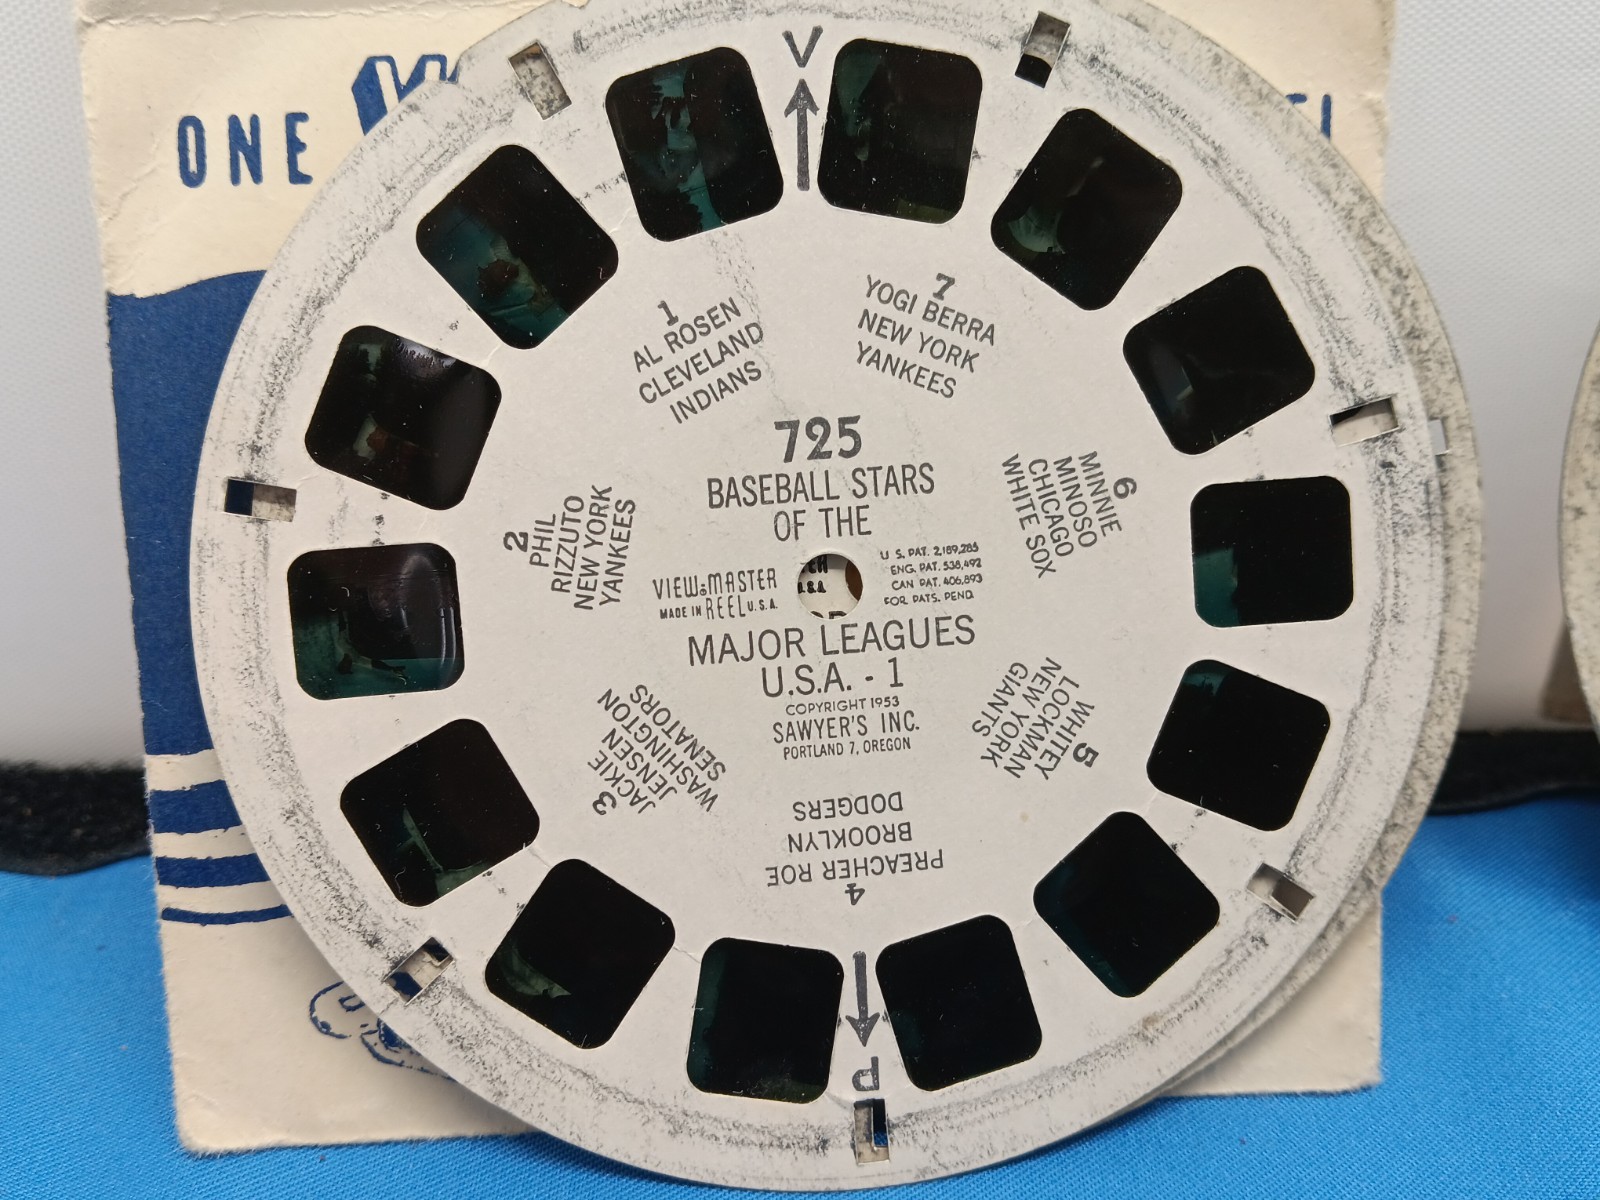 ONE
V
1
AL ROSEN
CLEVELAND
INDIANS
7
YOGI BERRA
NEW YORK
YANKEES
725
BASEBALL STARS
OF THE
VIEW-MASTER
MADE IN REEL U.S.A.
U.S. PAT. 2,189,285
ENG. PAT. 538,492
CAN PAT. 406,893
FOR. PATS. PEND.
MAJOR LEAGUES
U.S.A. - 1
COPYRIGHT 1953
SAWYER'S INC.
PORTLAND 7, OREGON
2
PHIL
RIZZUTO
NEW YORK
YANKEES
6
MINNIE
MINOSO
CHICAGO
WHITE SOX
3
JACKIE
JENSEN
WASHINGTON
SENATORS
5
WHITEY
LOCKMAN
NEW YORK
GIANTS
4
PREACHER ROE
BROOKLYN
DODGERS
P